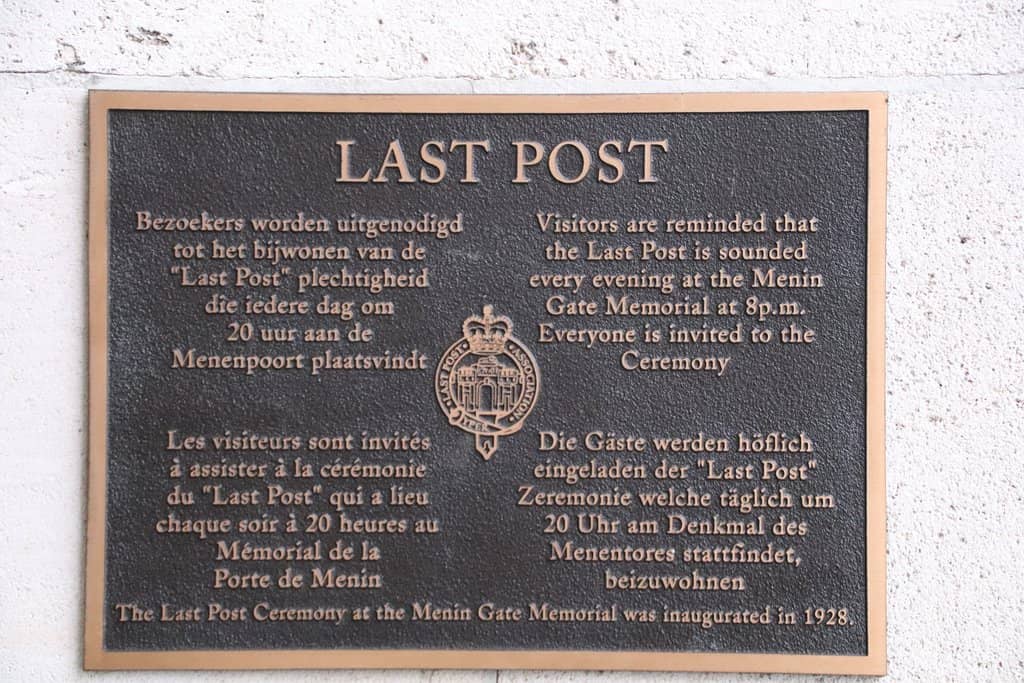 LAST POST
Bezoekers worden uitgenodigd
tot het bijwonen van de
"Last Post" plechtigheid
die iedere dag om
20 uur aan de
Menenpoort plaatsvindt
Visitors are reminded that
the Last Post is sounded
every evening at the Menin
Gate Memorial at 8p.m.
Everyone is invited to the
Ceremony
LAST POST · ASSOCIATION
IEPER
Les visiteurs sont invités
à assister à la cérémonie
du "Last Post" qui a lieu
chaque soir à 20 heures au
Mémorial de la
Porte de Menin
Die Gäste werden höflich
eingeladen der "Last Post"
Zeremonie welche täglich um
20 Uhr am Denkmal des
Menentores stattfindet,
beizuwohnen
The Last Post Ceremony at the Menin Gate Memorial was inaugurated in 1928.